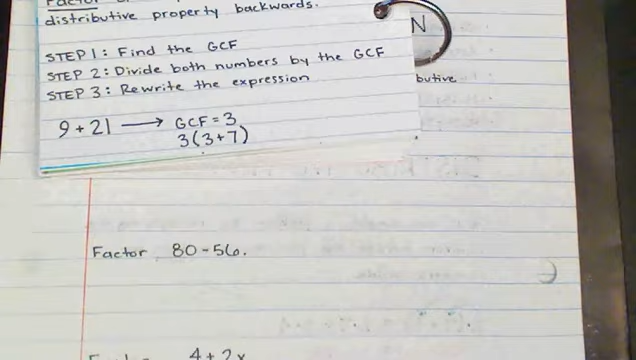 Factor
distributive property backwards.
STEP 1: Find the GCF
STEP 2: Divide both numbers by the GCF
STEP 3: Rewrite the expression
9 + 21 → GCF = 3
3(3+7)
N
butive
Factor 80-56.
4 + 2x